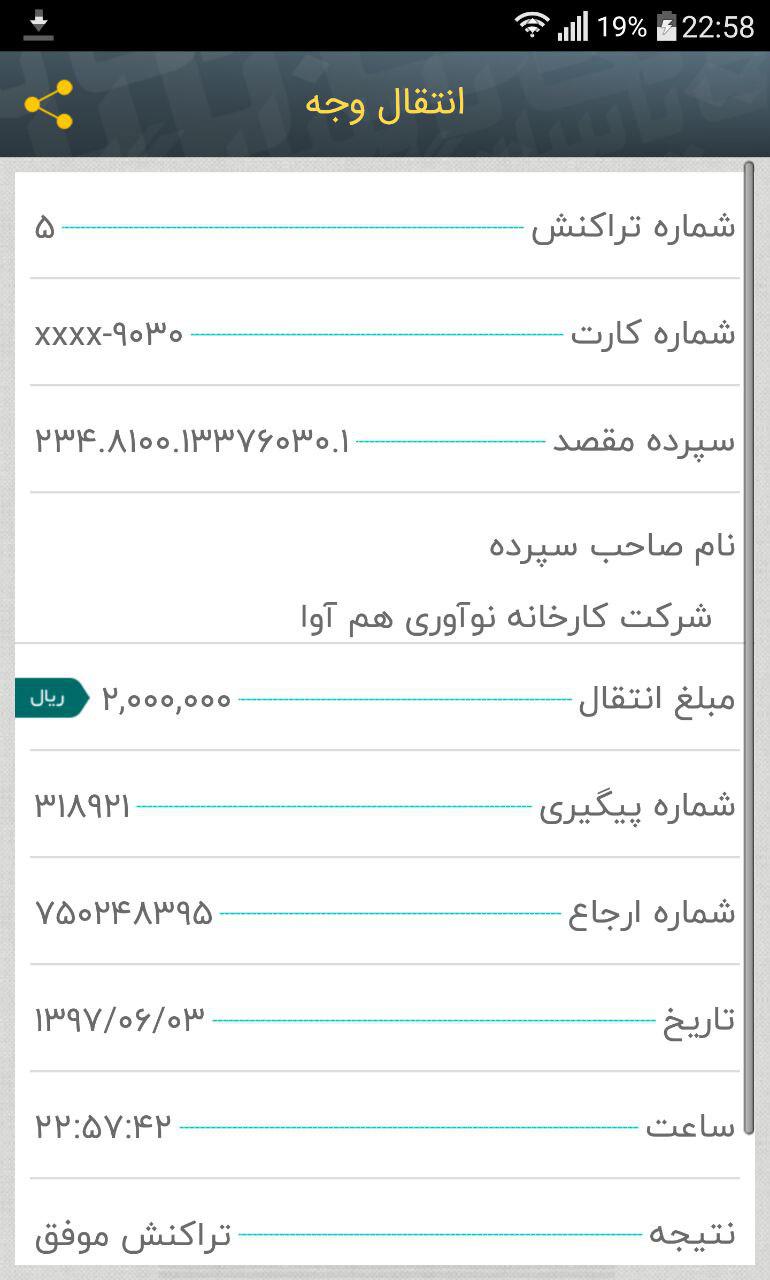 19% 22:58
انتقال وجه
شماره تراکنش ۵
شماره کارت xxxx-۹۰۳۰
سپرده مقصد ۲۳۴.۸۱۰۰.۱۳۳۷۶۰۳۰.۱
نام صاحب سپرده
شرکت کارخانه نوآوری هم آوا
مبلغ انتقال ۲,۰۰۰,۰۰۰ ریال
شماره پیگیری ۳۱۸۹۲۱
شماره ارجاع ۷۵۰۲۴۸۳۹۵
تاریخ ۱۳۹۷/۰۶/۰۳
ساعت ۲۲:۵۷:۴۲
نتیجه تراکنش موفق